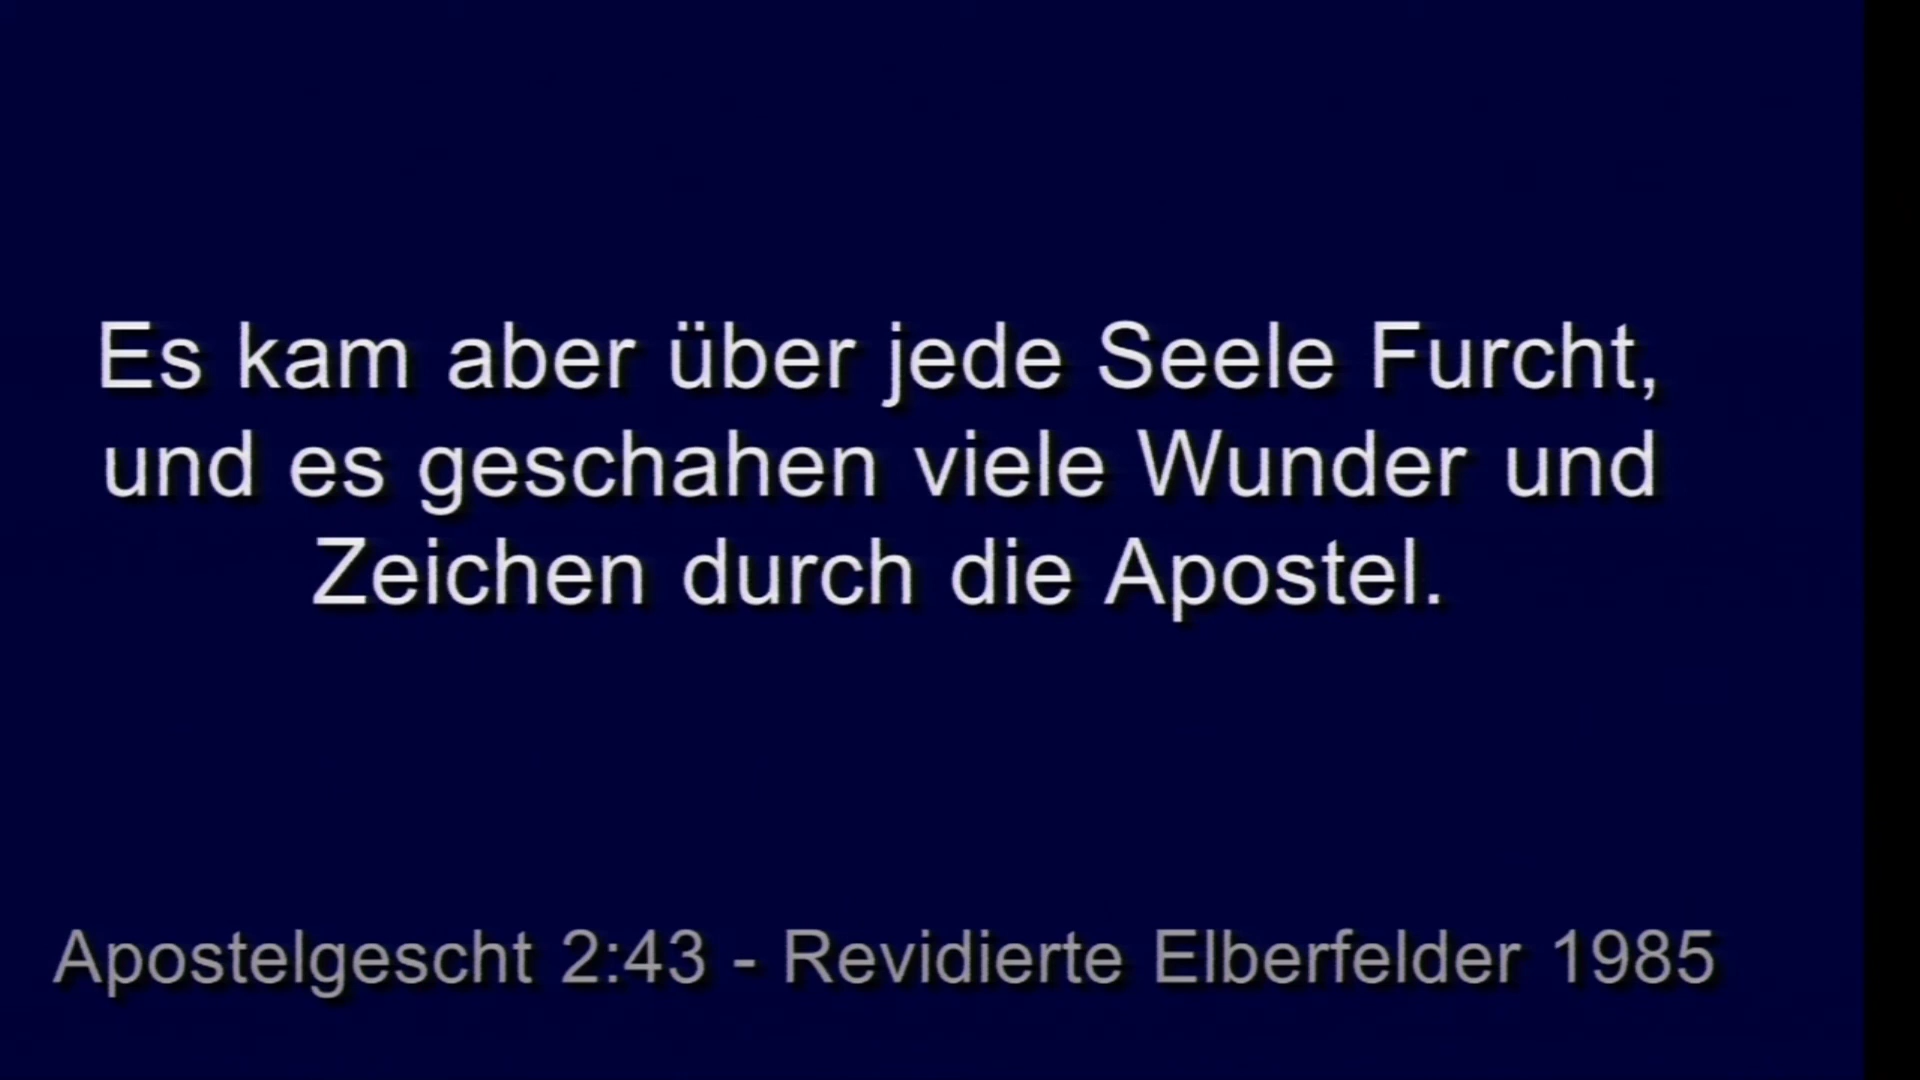 Es kam aber über jede Seele Furcht,
und es geschahen viele Wunder und
Zeichen durch die Apostel.
Apostelgescht 2:43 - Revidierte Elberfelder 1985